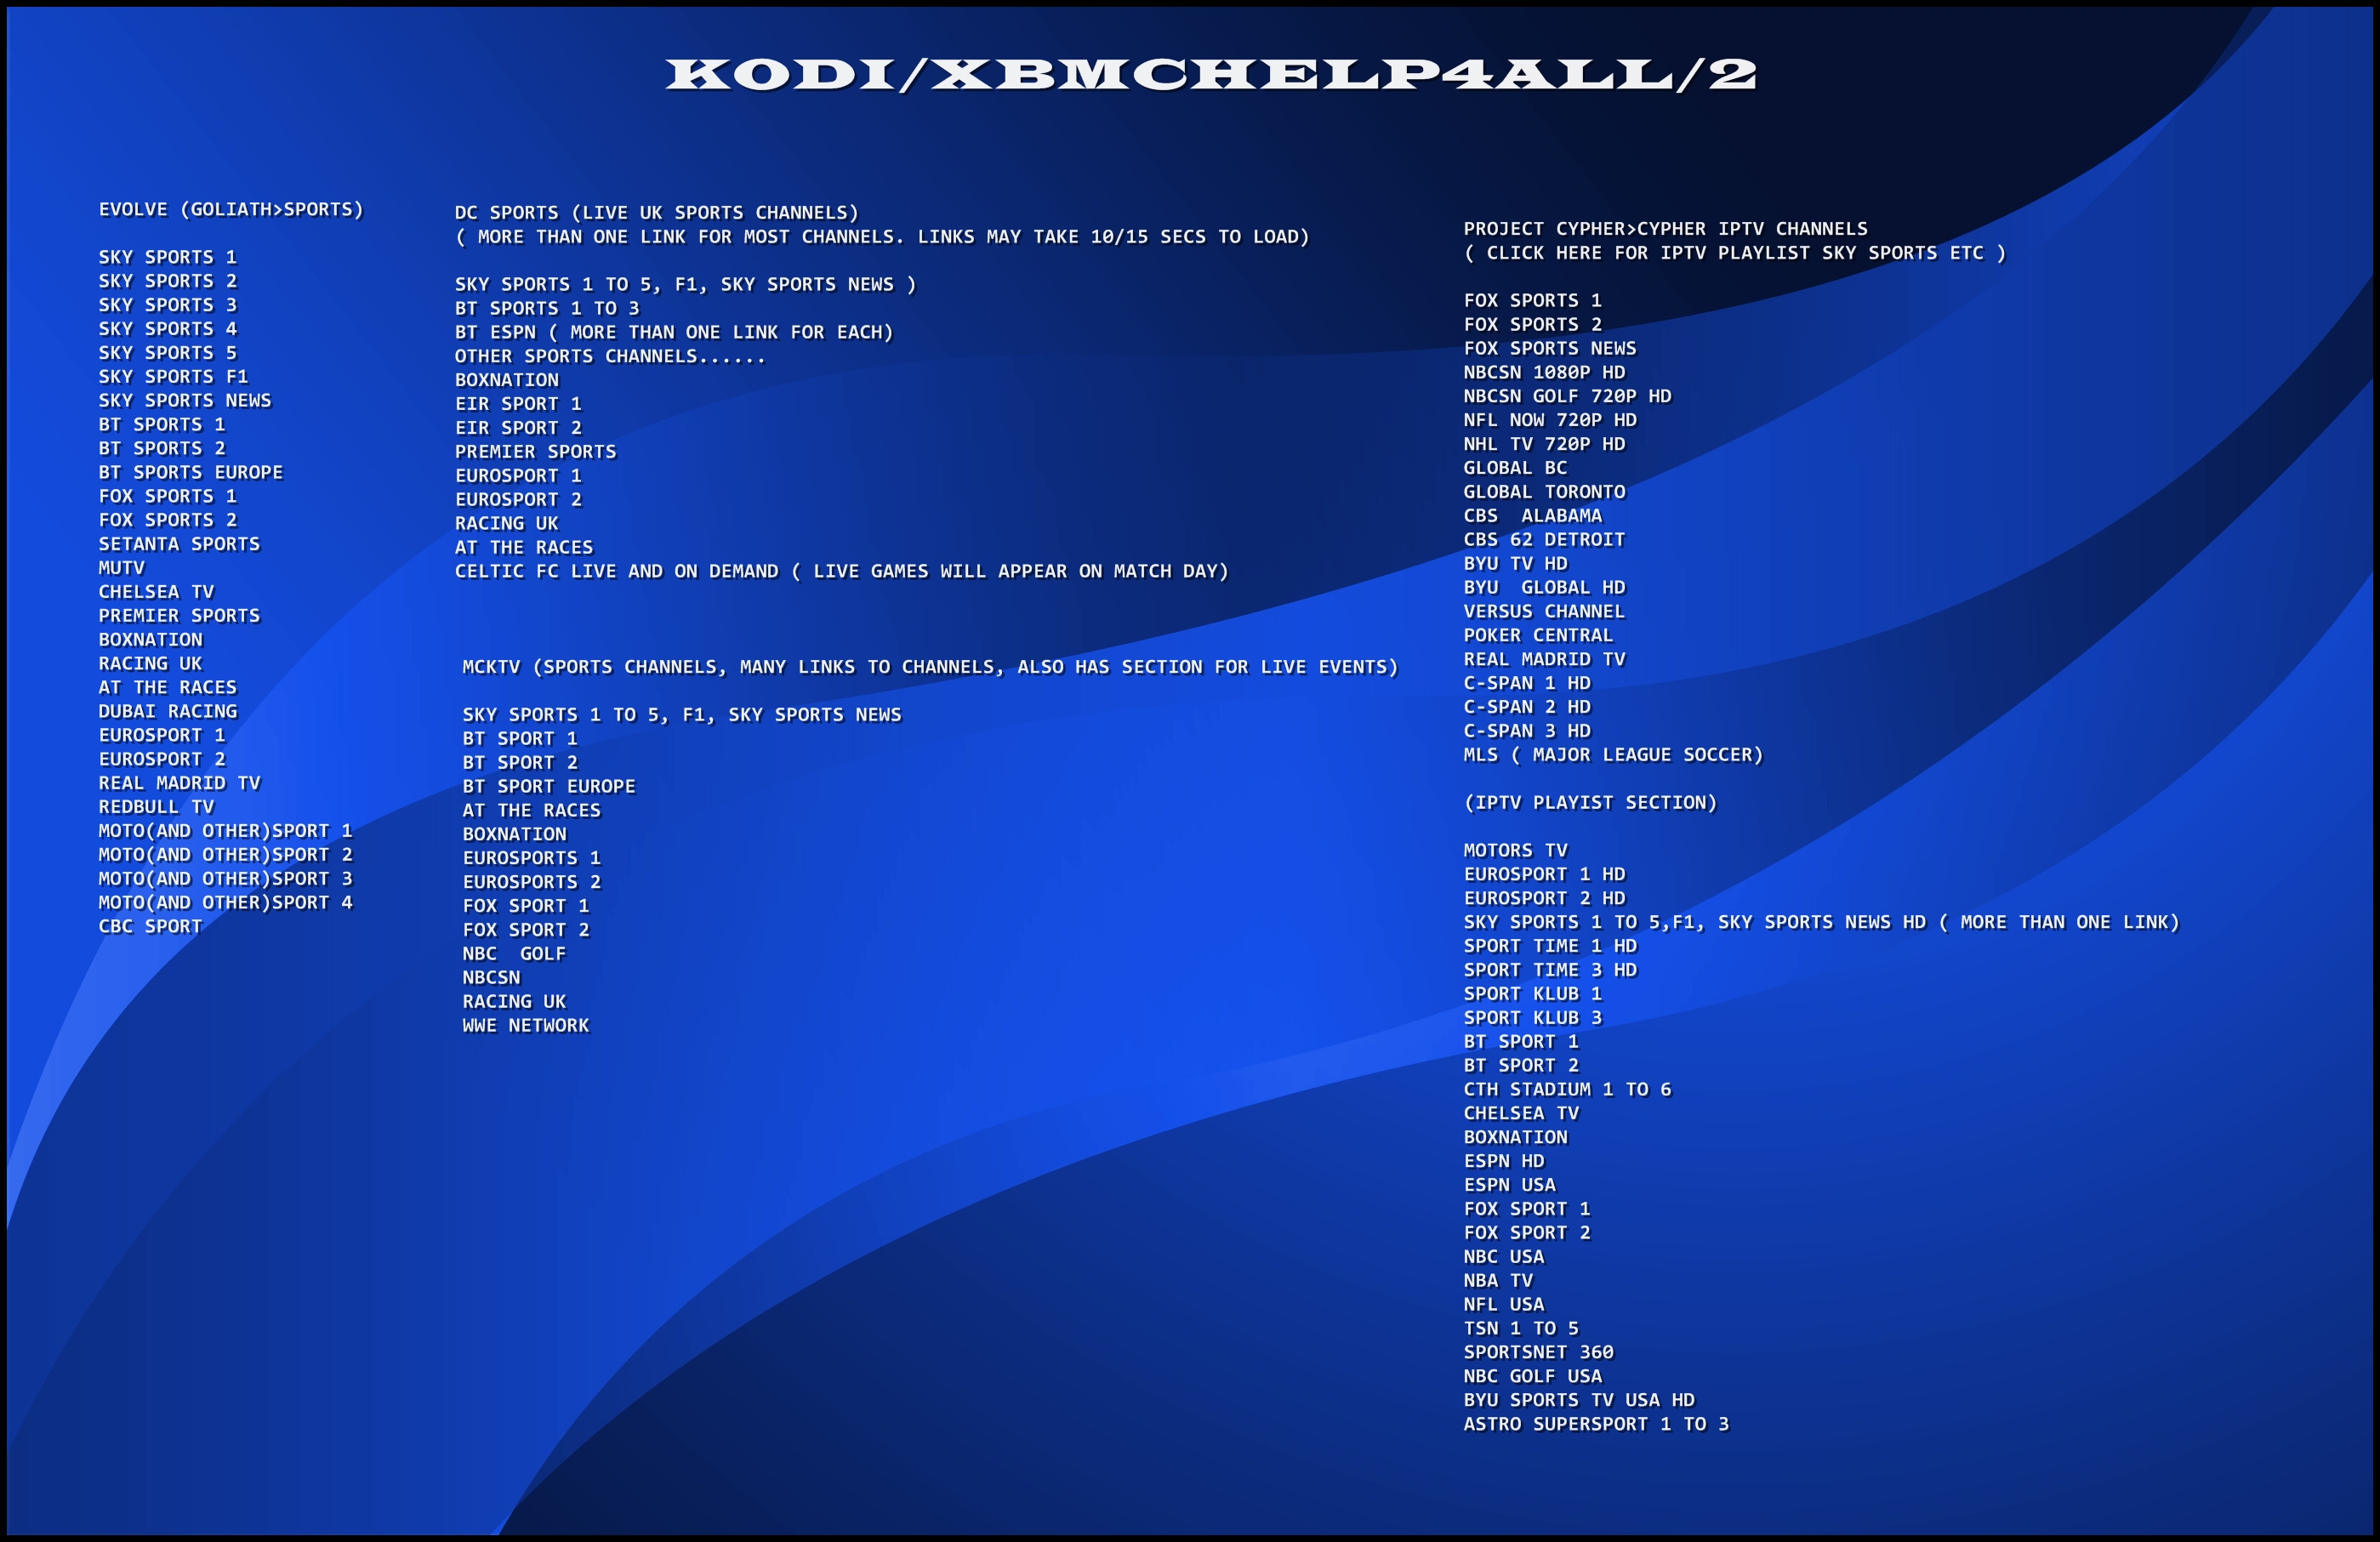 KODI/XBMCHELP4ALL/2
EVOLVE (GOLIATH>SPORTS)
SKY SPORTS 1
SKY SPORTS 2
SKY SPORTS 3
SKY SPORTS 4
SKY SPORTS 5
SKY SPORTS F1
SKY SPORTS NEWS
BT SPORTS 1
BT SPORTS 2
BT SPORTS EUROPE
FOX SPORTS 1
FOX SPORTS 2
SETANTA SPORTS
MUTV
CHELSEA TV
PREMIER SPORTS
BOXNATION
RACING UK
AT THE RACES
DUBAI RACING
EUROSPORT 1
EUROSPORT 2
REAL MADRID TV
REDBULL TV
MOTO(AND OTHER)SPORT 1
MOTO(AND OTHER)SPORT 2
MOTO(AND OTHER)SPORT 3
MOTO(AND OTHER)SPORT 4
CBC SPORT
DC SPORTS (LIVE UK SPORTS CHANNELS)
( MORE THAN ONE LINK FOR MOST CHANNELS. LINKS MAY TAKE 10/15 SECS TO LOAD)
SKY SPORTS 1 TO 5, F1, SKY SPORTS NEWS )
BT SPORTS 1 TO 3
BT ESPN ( MORE THAN ONE LINK FOR EACH)
OTHER SPORTS CHANNELS......
BOXNATION
EIR SPORT 1
EIR SPORT 2
PREMIER SPORTS
EUROSPORT 1
EUROSPORT 2
RACING UK
AT THE RACES
CELTIC FC LIVE AND ON DEMAND ( LIVE GAMES WILL APPEAR ON MATCH DAY)
MCKTV (SPORTS CHANNELS, MANY LINKS TO CHANNELS, ALSO HAS SECTION FOR LIVE EVENTS)
SKY SPORTS 1 TO 5, F1, SKY SPORTS NEWS
BT SPORT 1
BT SPORT 2
BT SPORT EUROPE
AT THE RACES
BOXNATION
EUROSPORTS 1
EUROSPORTS 2
FOX SPORT 1
FOX SPORT 2
NBC  GOLF
NBCSN
RACING UK
WWE NETWORK
PROJECT CYPHER>CYPHER IPTV CHANNELS
( CLICK HERE FOR IPTV PLAYLIST SKY SPORTS ETC )
FOX SPORTS 1
FOX SPORTS 2
FOX SPORTS NEWS
NBCSN 1080P HD
NBCSN GOLF 720P HD
NFL NOW 720P HD
NHL TV 720P HD
GLOBAL BC
GLOBAL TORONTO
CBS  ALABAMA
CBS 62 DETROIT
BYU TV HD
BYU  GLOBAL HD
VERSUS CHANNEL
POKER CENTRAL
REAL MADRID TV
C-SPAN 1 HD
C-SPAN 2 HD
C-SPAN 3 HD
MLS ( MAJOR LEAGUE SOCCER)
(IPTV PLAYIST SECTION)
MOTORS TV
EUROSPORT 1 HD
EUROSPORT 2 HD
SKY SPORTS 1 TO 5,F1, SKY SPORTS NEWS HD ( MORE THAN ONE LINK)
SPORT TIME 1 HD
SPORT TIME 3 HD
SPORT KLUB 1
SPORT KLUB 3
BT SPORT 1
BT SPORT 2
CTH STADIUM 1 TO 6
CHELSEA TV
BOXNATION
ESPN HD
ESPN USA
FOX SPORT 1
FOX SPORT 2
NBC USA
NBA TV
NFL USA
TSN 1 TO 5
SPORTSNET 360
NBC GOLF USA
BYU SPORTS TV USA HD
ASTRO SUPERSPORT 1 TO 3